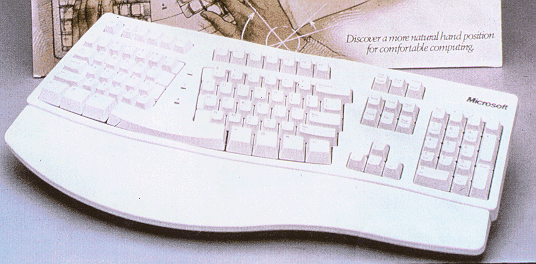 Discover a more natural hand position
for comfortable computing.
Microsoft